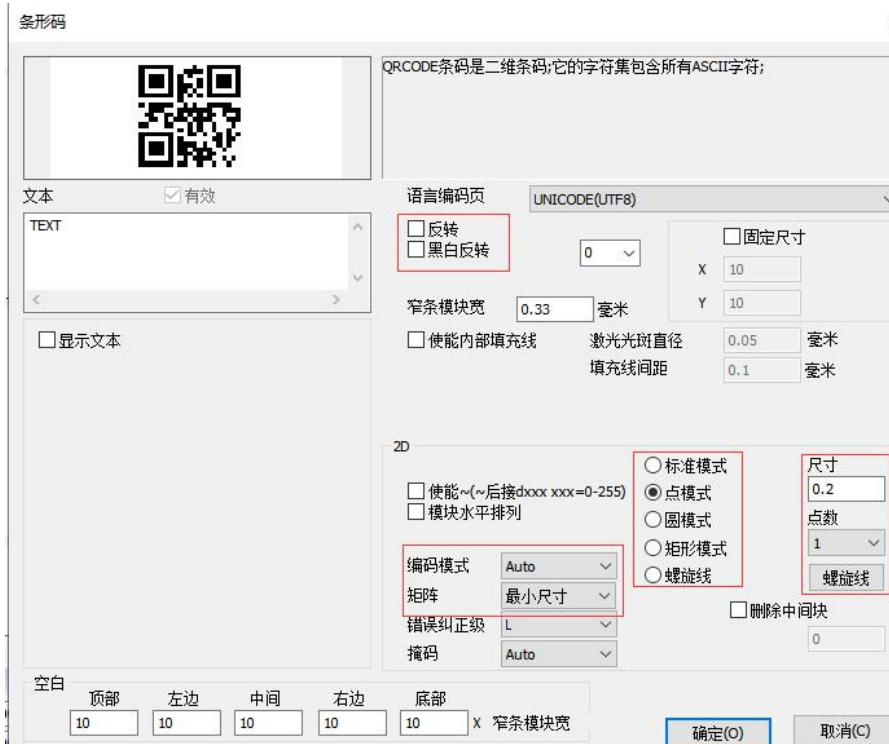 条形码
QRCODE条码是二维条码;它的字符集包含所有ASCII字符;
文本
有效
TEXT
语言编码页
UNICODE(UTF8)
反转
黑白反转
0
固定尺寸
X 10
Y 10
窄条模块宽 0.33 毫米
显示文本
使能内部填充线
激光光斑直径 0.05 毫米
填充线间距 0.1 毫米
2D
使能~(~后接dxxx xxx=0-255)
模块水平排列
编码模式 Auto
矩阵 最小尺寸
错误纠正级 L
掩码 Auto
标准模式
点模式
圆模式
矩形模式
螺旋线
尺寸
0.2
点数
1
螺旋线
删除中间块
0
空白
顶部 左边 中间 右边 底部
10 10 10 10 10 X 窄条模块宽
确定(O) 取消(C)